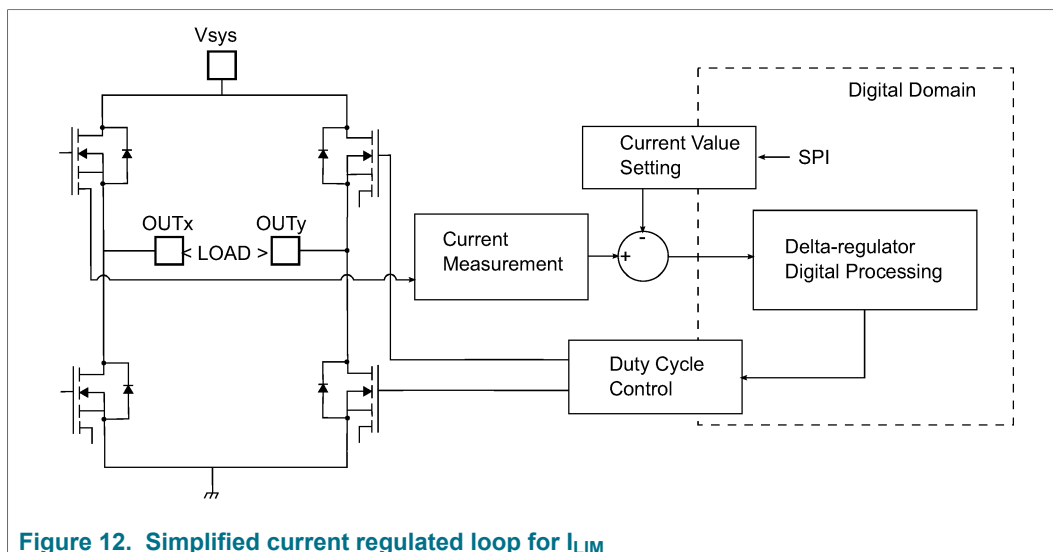 Vsys
Digital Domain
Current Value
Setting
SPI
OUTx
OUTy
< LOAD >
Current
Measurement
-
+
Delta-regulator
Digital Processing
Duty Cycle
Control
Figure 12. Simplified current regulated loop for ILIM